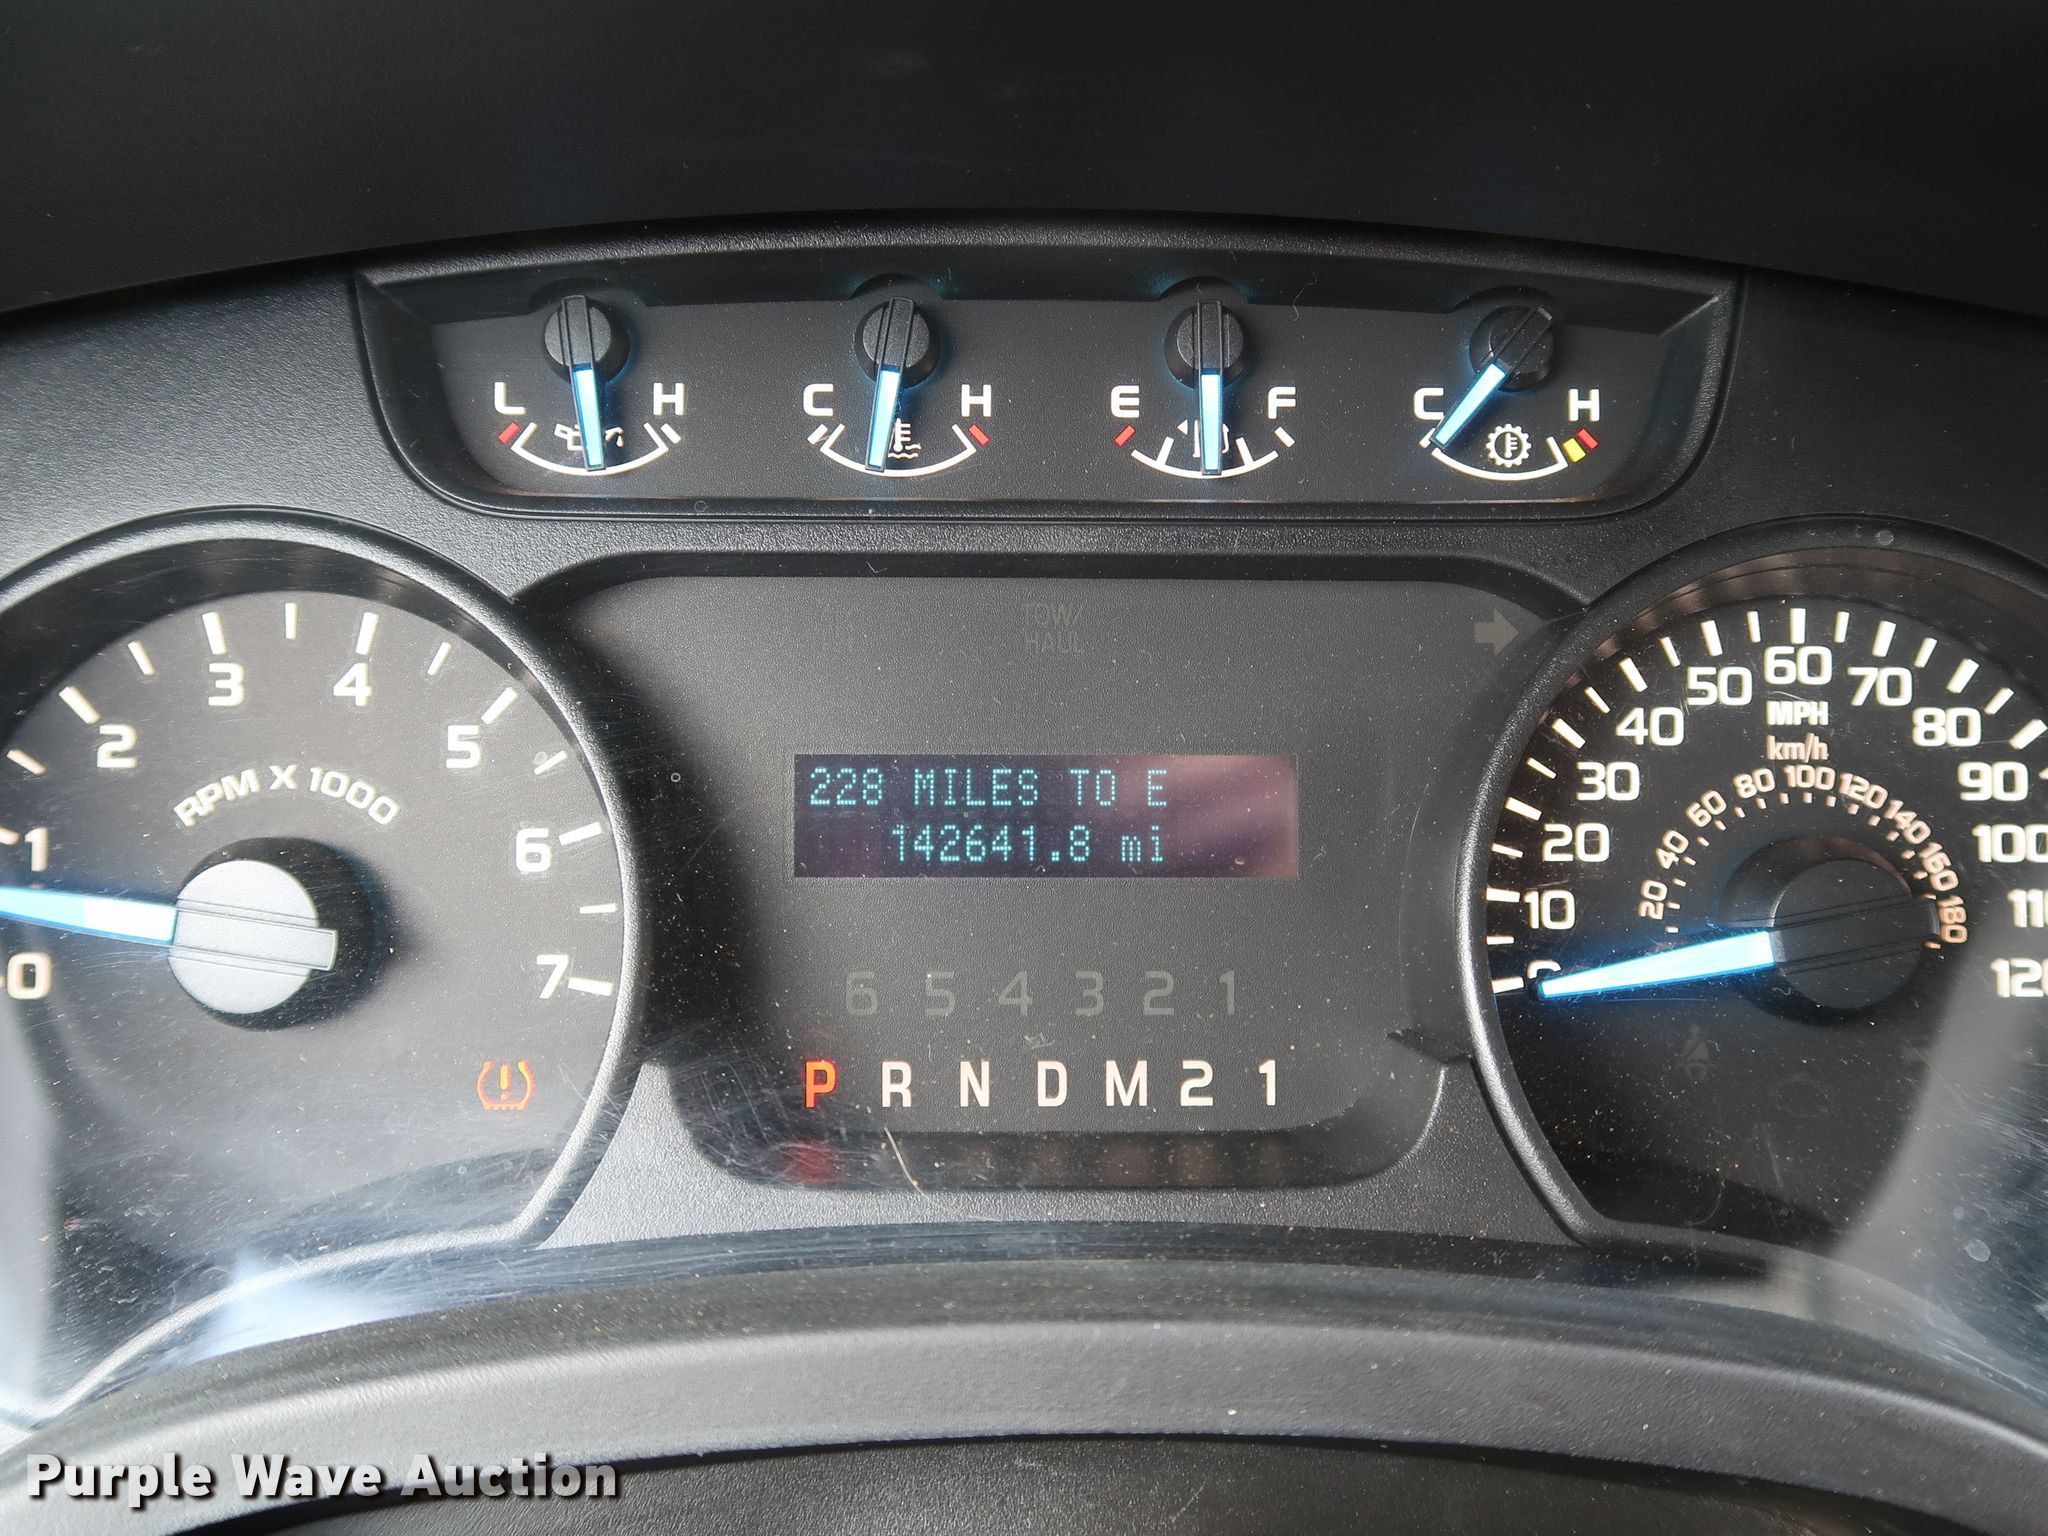 L H
C H
E F
C H
TOW/
HAUL
0 1 2 3 4 5 6 7
RPM X 1000
228 MILES TO E
142641.8 mi
6 5 4 3 2 1
P R N D M 2 1
10 20 30 40 50 60 70 80 90 100 120
MPH
km/h
20 40 60 80 100 120 140 160 180
Purple Wave Auction